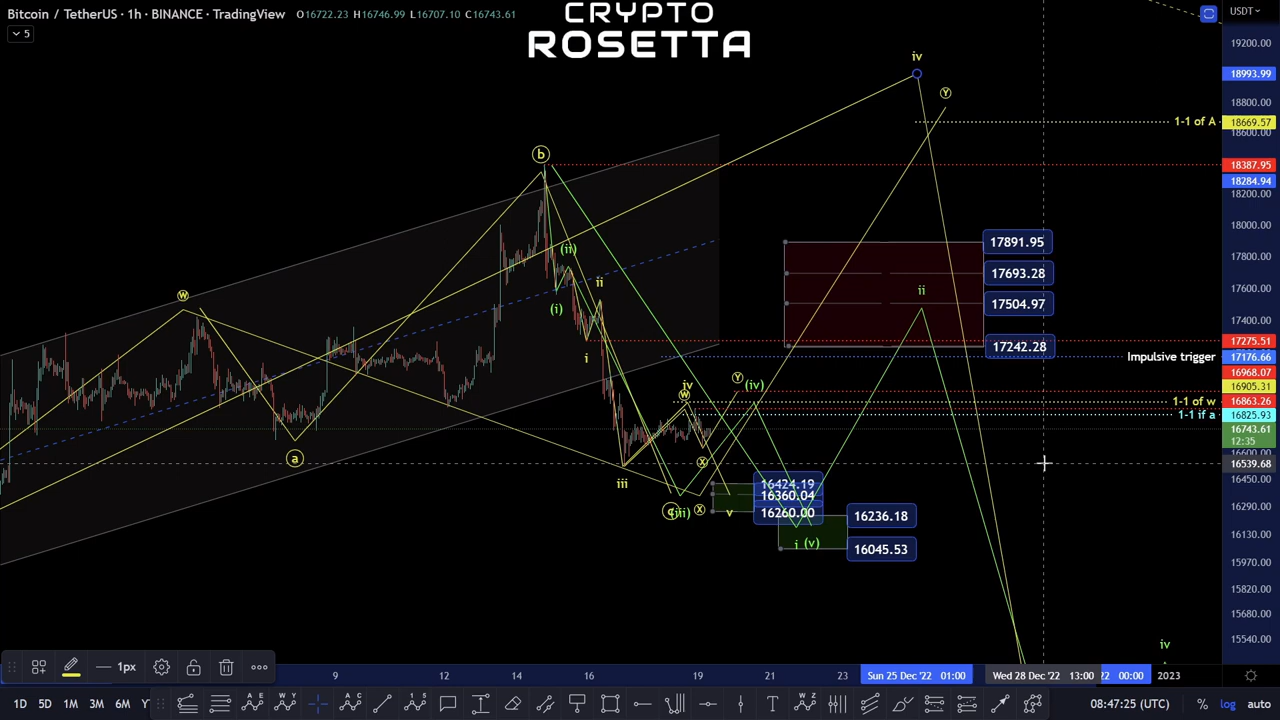 Bitcoin / TetherUS · 1h · BINANCE · TradingView O16722.23 H16746.99 L16707.10 C16743.61
CRYPTO
ROSETTA
USDT
5
19200.00
iv
18993.99
Y
18800.00
1-1 of A 18669.57
18600.00
b
18387.95
18284.94
18200.00
18000.00
(ii)
17891.95
17800.00
17693.28
ii
17600.00
W
ii
(i)
17504.97
17400.00
17275.51
17242.28
i
Impulsive trigger 17176.66
16968.07
Y
iv
(iv)
16905.31
W
1-1 of w 16863.26
1-1 if a 16825.93
16743.61
12:35
a
X
16600.00
16539.68
iii
16424.19
16450.00
16360.04
X
v
16260.00
16290.00
16236.18
i (v)
16045.53
16130.00
15970.00
15820.00
15680.00
iv
15540.00
1px
9
12
14
16
19
21
23
Sun 25 Dec '22 01:00
Wed 28 Dec '22 13:00
'22 00:00
2023
1D 5D 1M 3M 6M Y
08:47:25 (UTC)
% log auto